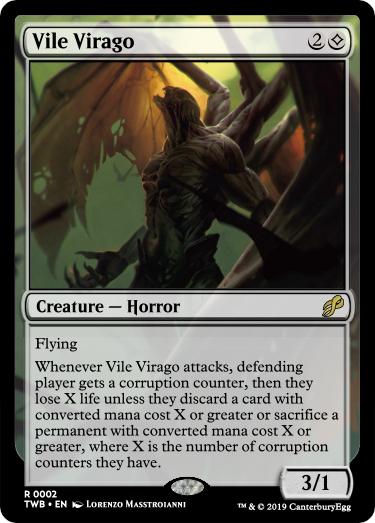 Vile Virago 2
Creature — Horror
Flying
Whenever Vile Virago attacks, defending
player gets a corruption counter, then they
lose X life unless they discard a card with
converted mana cost X or greater or sacrifice a
permanent with converted mana cost X or
greater, where X is the number of corruption
counters they have.
3/1
R 0002
TWB • EN Lorenzo Mastroianni
™ & © 2019 CanterburyEgg